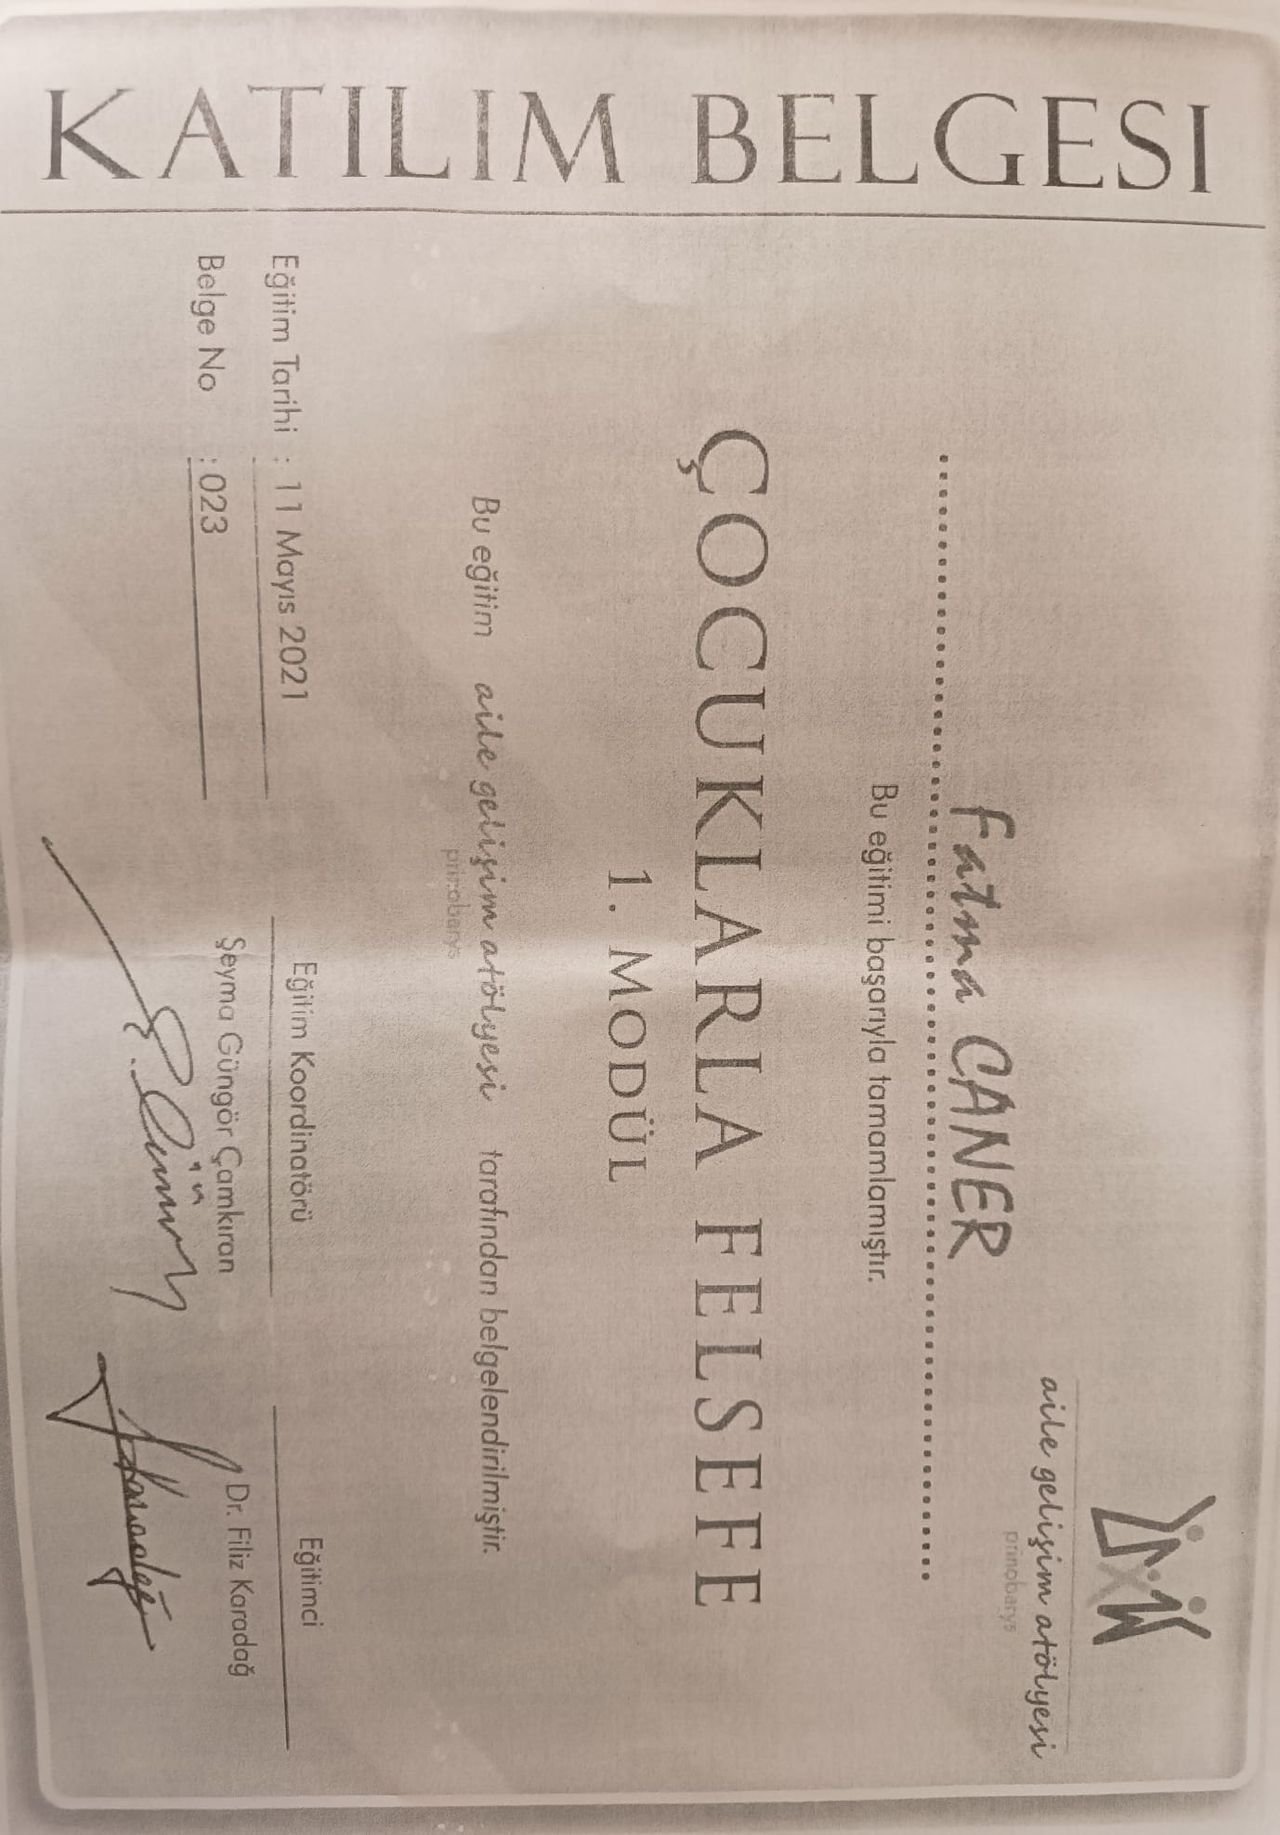 KATILIM BELGESI
aile gelişim atölyesi
prinobarys
Fatma CANER
Bu eğitimi başarıyla tamamlamıştır.
ÇOCUKLARLA FELSEFE
1. MODÜL
Bu eğitim aile gelişim atölyesi tarafından belgelendirilmiştir.
prinobarys
Eğitim Tarihi : 11 Mayıs 2021
Belge No : 023
Eğitim Koordinatörü
Şeyma Güngör Çamkıran
Eğitimci
Dr. Filiz Karadağ